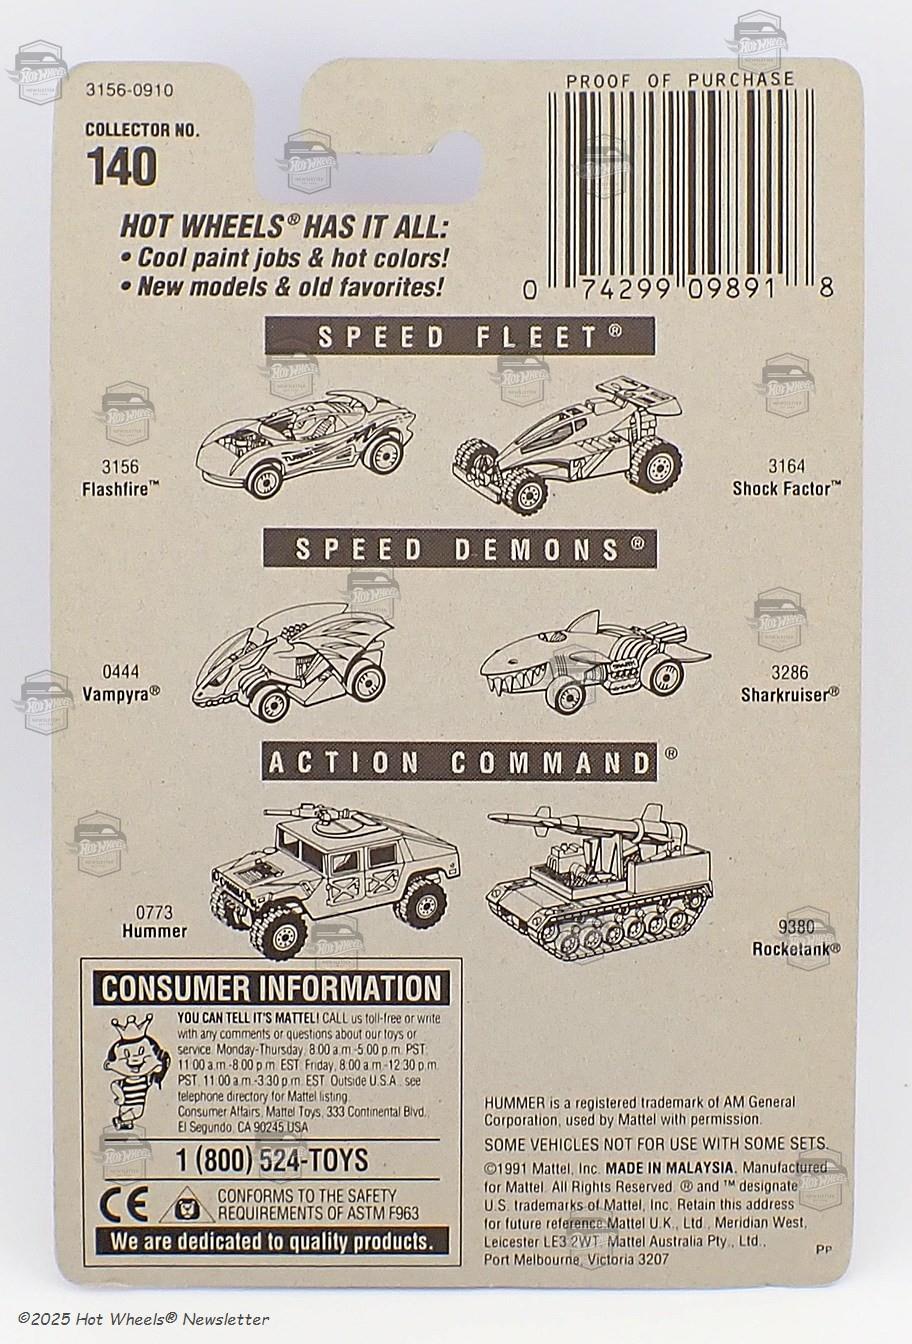 3156-0910
COLLECTOR NO.
140
PROOF OF PURCHASE
0 74299 09891 8
HOT WHEELS® HAS IT ALL:
• Cool paint jobs & hot colors!
• New models & old favorites!
SPEED FLEET®
3156
Flashfire™
3164
Shock Factor™
SPEED DEMONS®
0444
Vampyra®
3286
Sharkruiser®
ACTION COMMAND®
0773
Hummer
9380
Rocketank®
CONSUMER INFORMATION
YOU CAN TELL IT'S MATTEL! CALL us toll-free or write
with any comments or questions about our toys or
service. Monday-Thursday, 8:00 a.m.-5:00 p.m. PST,
11:00 a.m.-8:00 p.m. EST. Friday, 8:00 a.m.-12:30 p.m.
PST, 11:00 a.m.-3:30 p.m. EST. Outside U.S.A., see
telephone directory for Mattel listing.
Consumer Affairs, Mattel Toys, 333 Continental Blvd.,
El Segundo, CA 90245 USA
1 (800) 524-TOYS
CE
CONFORMS TO THE SAFETY
REQUIREMENTS OF ASTM F963
We are dedicated to quality products.
HUMMER is a registered trademark of AM General
Corporation, used by Mattel with permission.
SOME VEHICLES NOT FOR USE WITH SOME SETS.
©1991 Mattel, Inc. MADE IN MALAYSIA. Manufactured
for Mattel. All Rights Reserved. ® and ™ designate
U.S. trademarks of Mattel, Inc. Retain this address
for future reference: Mattel U.K., Ltd., Meridian West,
Leicester LE3 2WT. Mattel Australia Pty., Ltd.,
Port Melbourne, Victoria 3207
PP
©2025 Hot Wheels® Newsletter